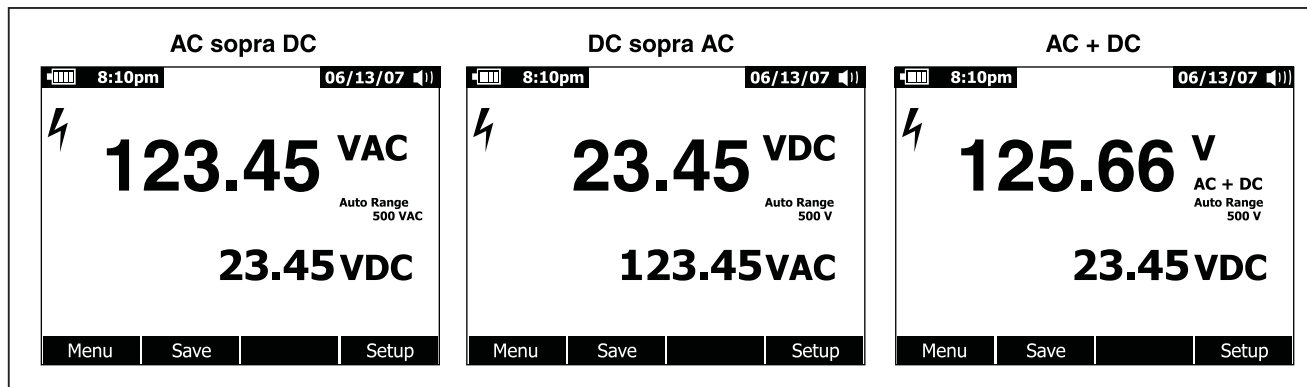 AC sopra DC
8:10pm 06/13/07
123.45 VAC
Auto Range
500 VAC
23.45 VDC
Menu Save Setup
DC sopra AC
8:10pm 06/13/07
23.45 VDC
Auto Range
500 V
123.45 VAC
Menu Save Setup
AC + DC
8:10pm 06/13/07
125.66 V
AC + DC
Auto Range
500 V
23.45 VDC
Menu Save Setup